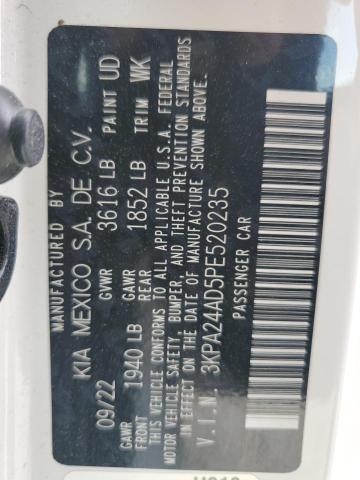 MANUFACTURED BY
KIA MEXICO S.A. DE C.V.
09/22 GVWR 3616 LB PAINT UD
GAWR FRONT 1940 LB GAWR REAR 1852 LB TRIM WK
THIS VEHICLE CONFORMS TO ALL APPLICABLE U.S.A. FEDERAL
MOTOR VEHICLE SAFETY, BUMPER, AND THEFT PREVENTION STANDARDS
IN EFFECT ON THE DATE OF MANUFACTURE SHOWN ABOVE.
V.I.N. 3KPA24AD5PE520235
PASSENGER CAR